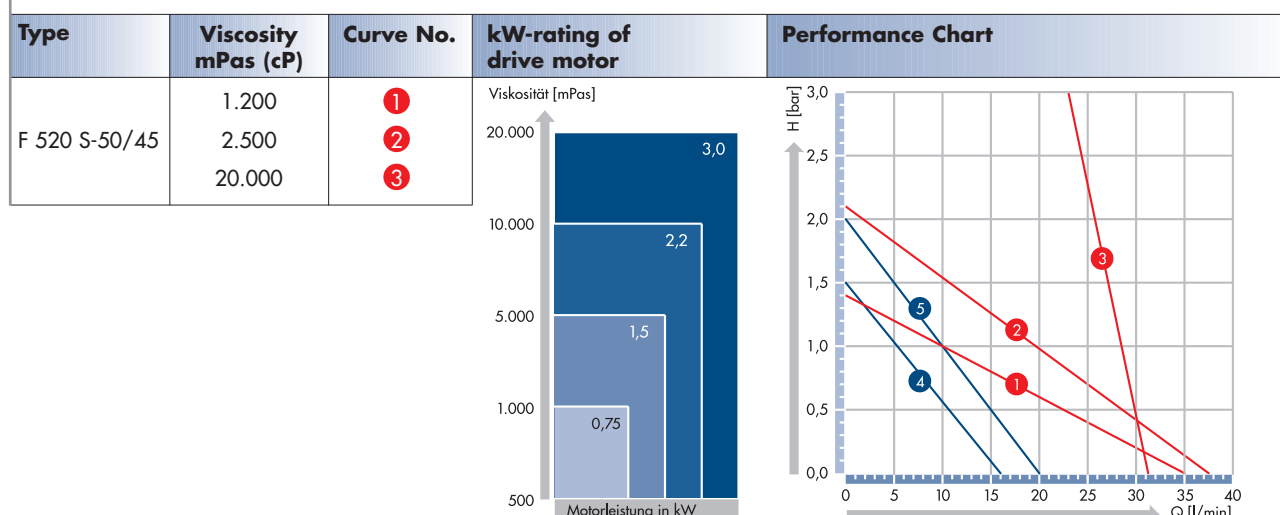 Type
Viscosity
mPas (cP)
Curve No.
kW-rating of
drive motor
Performance Chart
F 520 S-50/45
1.200
1
2.500
2
20.000
3
Viskosität [mPas]
20.000
10.000
5.000
1.000
500
3,0
2,2
1,5
0,75
Motorleistung in kW
H [bar]
3,0
2,5
2,0
1,5
1,0
0,5
0,0
3
5
2
4
1
0 5 10 15 20 25 30 35 40
Q [l/min]